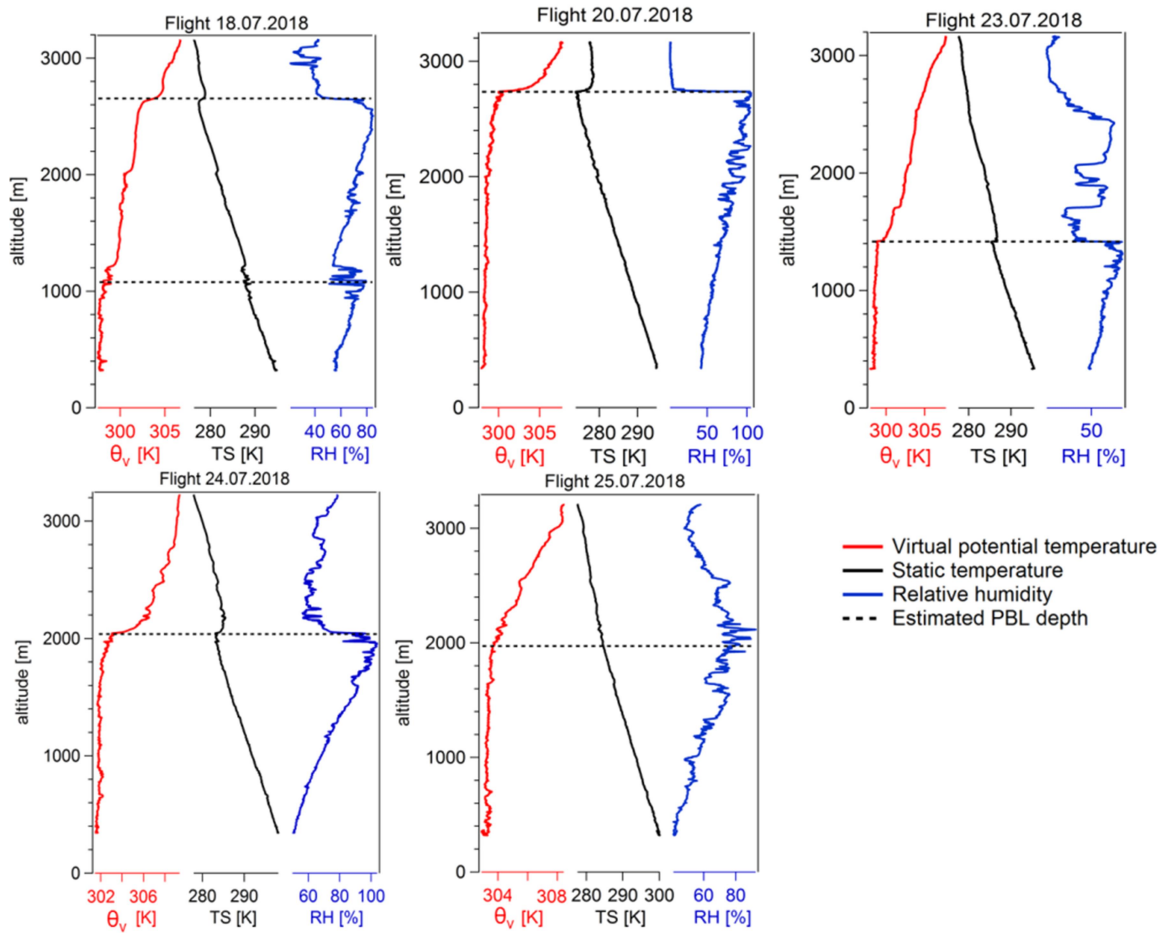 Flight 18.07.2018
3000
2000
1000
0
altitude [m]
300 305
280 290
40 60 80
θv [K]
TS [K]
RH [%]
Flight 20.07.2018
3000
2000
1000
0
altitude [m]
300 305
280 290
50 100
θv [K]
TS [K]
RH [%]
Flight 23.07.2018
3000
2000
1000
0
altitude [m]
300 305
280 290
50
θv [K]
TS [K]
RH [%]
Flight 24.07.2018
3000
2000
1000
0
altitude [m]
302 306
280 290
60 80 100
θv [K]
TS [K]
RH [%]
Flight 25.07.2018
3000
2000
1000
0
altitude [m]
304 308
280 290 300
60 80
θv [K]
TS [K]
RH [%]
Virtual potential temperature
Static temperature
Relative humidity
Estimated PBL depth